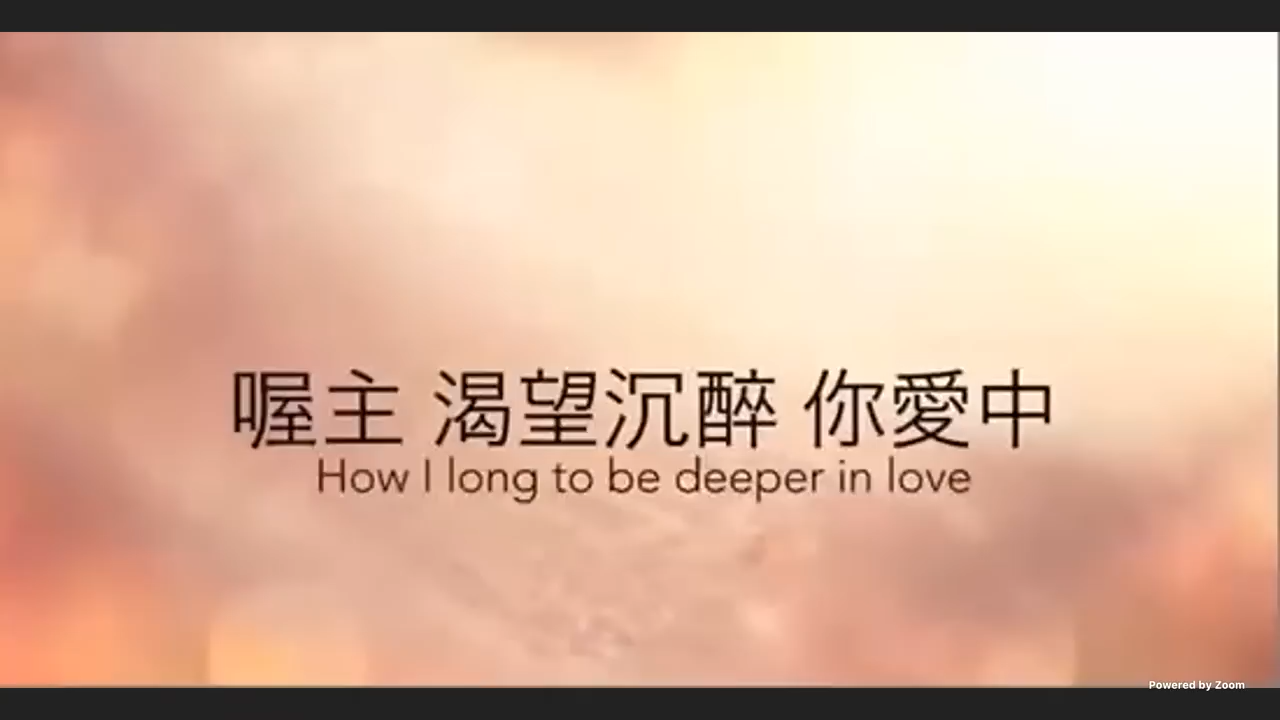 喔主 渴望沉醉 你愛中
How I long to be deeper in love
Powered by Zoom